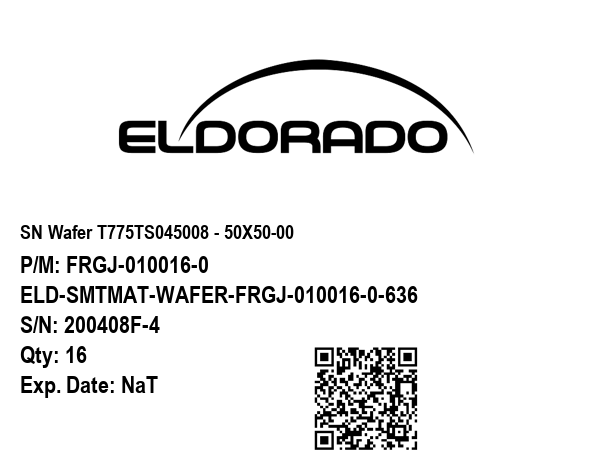 ELDORADO
SN Wafer T775TS045008 - 50X50-00
P/M: FRGJ-010016-0
ELD-SMTMAT-WAFER-FRGJ-010016-0-636
S/N: 200408F-4
Qty: 16
Exp. Date: NaT